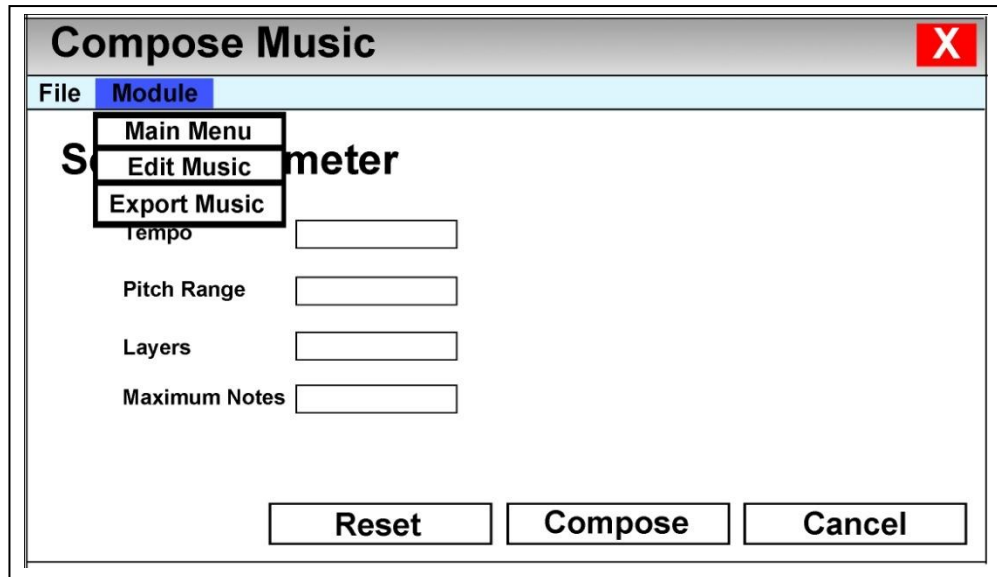 Compose Music X
File Module
Main Menu
Edit Music
meter
Export Music
Tempo
Pitch Range
Layers
Maximum Notes
Reset Compose Cancel